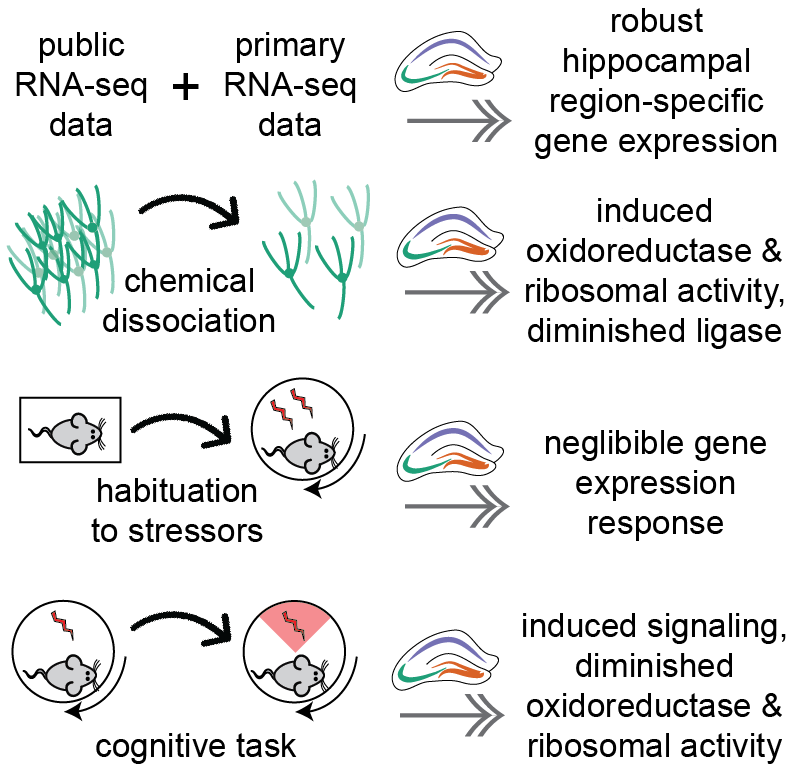 public
RNA-seq
data
+
primary
RNA-seq
data
robust
hippocampal
region-specific
gene expression
chemical
dissociation
induced
oxidoreductase &
ribosomal activity,
diminished ligase
habituation
to stressors
neglibible gene
expression
response
cognitive task
induced signaling,
diminished
oxidoreductase &
ribosomal activity